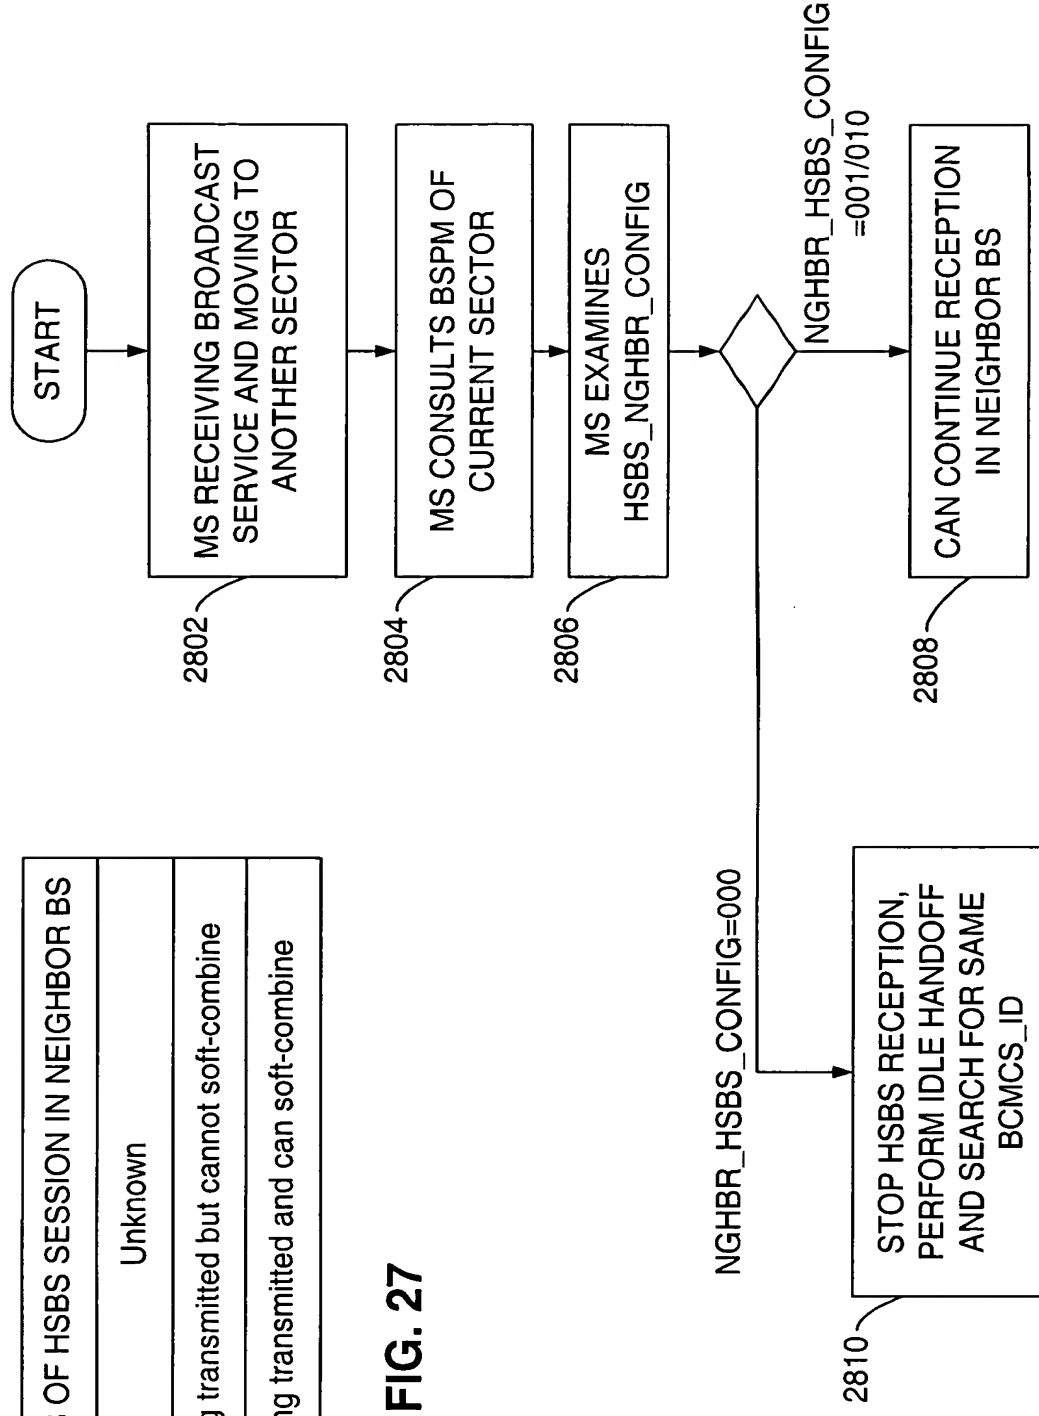 OF HSBS SESSION IN NEIGHBOR BS
Unknown
transmitted but cannot soft-combine
transmitted and can soft-combine
FIG. 27
START
MS RECEIVING BROADCAST
SERVICE AND MOVING TO
ANOTHER SECTOR
2802
MS CONSULTS BSPM OF
CURRENT SECTOR
2804
MS EXAMINES
HSBS_NGHBR_CONFIG
2806
NGHBR_HSBS_CONFIG
=001/010
NGHBR_HSBS_CONFIG=000
CAN CONTINUE RECEPTION
IN NEIGHBOR BS
2808
STOP HSBS RECEPTION,
PERFORM IDLE HANDOFF
AND SEARCH FOR SAME
BCMCS_ID
2810